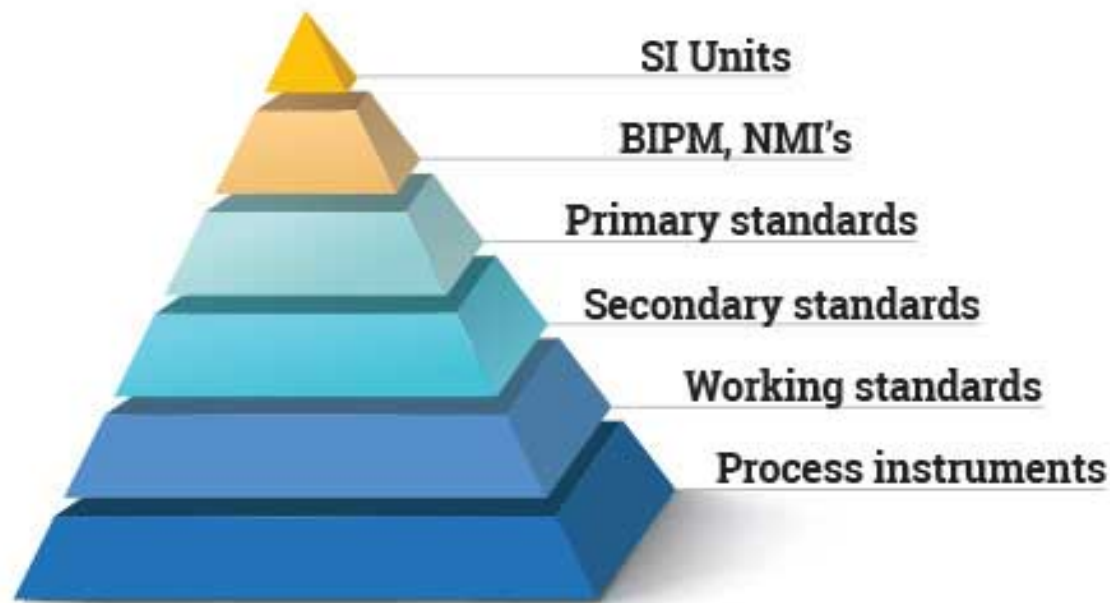 SI Units
BIPM, NMI's
Primary standards
Secondary standards
Working standards
Process instruments